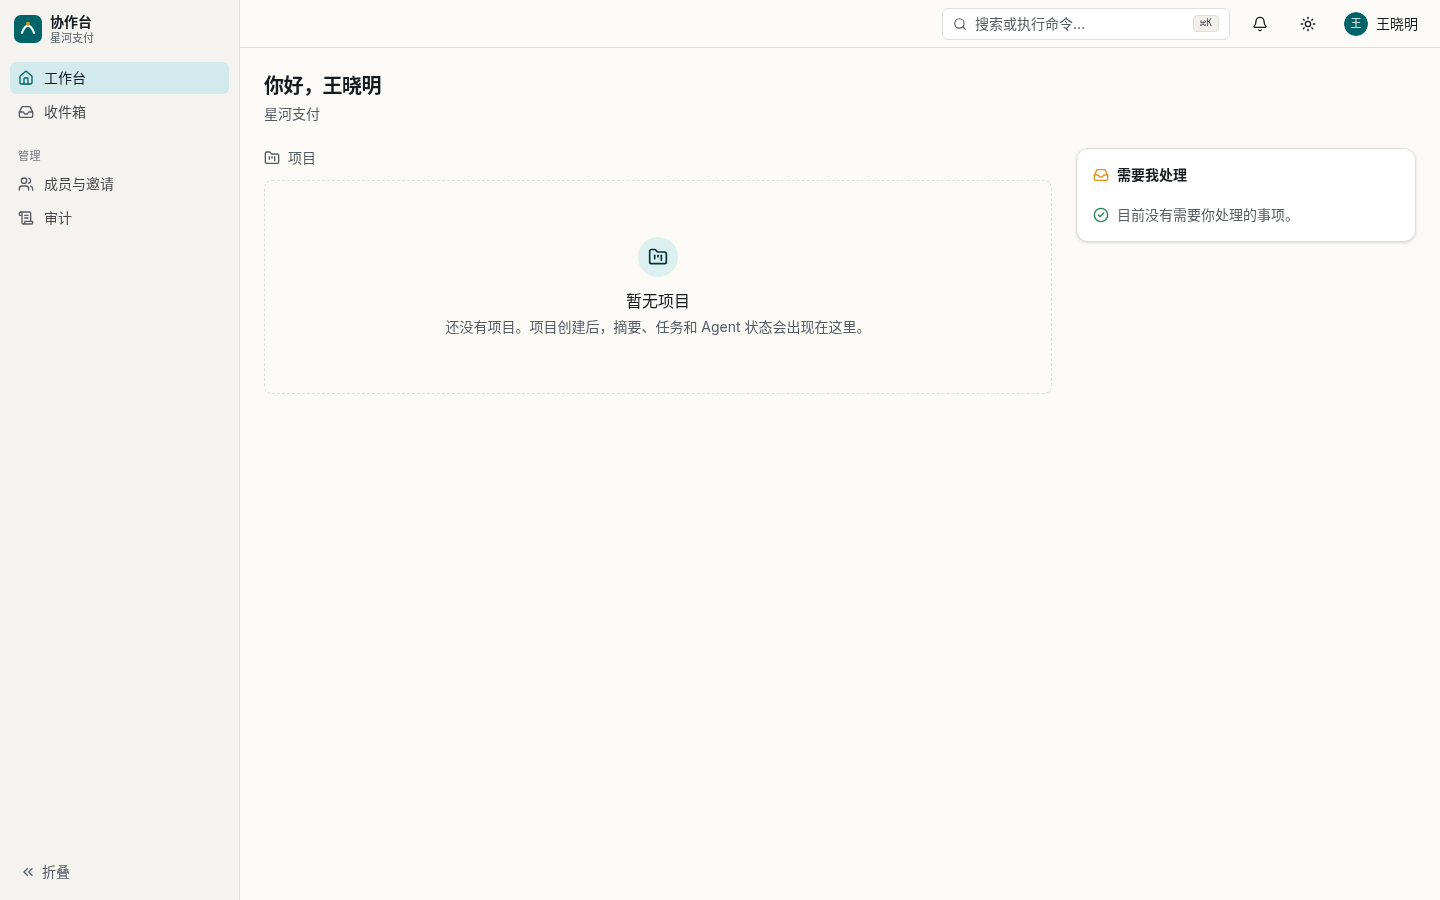 协作台
星河支付
工作台
收件箱
管理
成员与邀请
审计
折叠
搜索或执行命令...
⌘K
王
王晓明
你好，王晓明
星河支付
项目
暂无项目
还没有项目。项目创建后，摘要、任务和 Agent 状态会出现在这里。
需要我处理
目前没有需要你处理的事项。